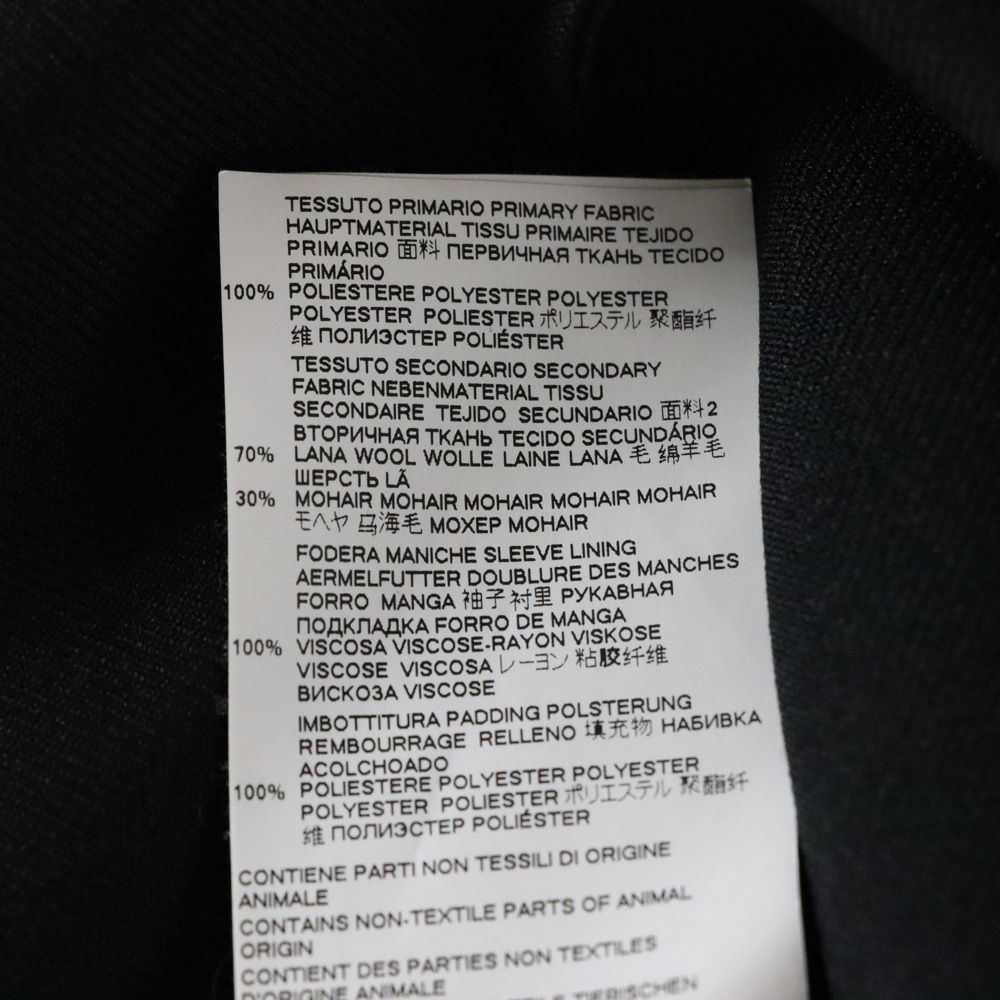 TESSUTO PRIMARIO PRIMARY FABRIC
HAUPTMATERIAL TISSU PRIMAIRE TEJIDO
PRIMARIO 面料 ПЕРВИЧНАЯ ТКАНЬ TECIDO
PRIMÁRIO
100% POLIESTERE POLYESTER POLYESTER
POLYESTER POLIESTER ポリエステル 聚酯纤
维 ПОЛИЭСТЕР POLIÉSTER
TESSUTO SECONDARIO SECONDARY
FABRIC NEBENMATERIAL TISSU
SECONDAIRE TEJIDO SECUNDARIO 面料2
ВТОРИЧНАЯ ТКАНЬ TECIDO SECUNDÁRIO
70% LANA WOOL WOLLE LAINE LANA 毛 绵羊毛
ШЕРСТЬ LÃ
30% MOHAIR MOHAIR MOHAIR MOHAIR MOHAIR
モヘヤ 马海毛 МОХЕР MOHAIR
FODERA MANICHE SLEEVE LINING
AERMELFUTTER DOUBLURE DES MANCHES
FORRO MANGA 袖子衬里 РУКАВНАЯ
ПОДКЛАДКА FORRO DE MANGA
100% VISCOSA VISCOSE-RAYON VISKOSE
VISCOSE VISCOSA レーヨン 粘胶纤维
ВИСКОЗА VISCOSE
IMBOTTITURA PADDING POLSTERUNG
REMBOURRAGE RELLENO 填充物 НАБИВКА
ACOLCHOADO
100% POLIESTERE POLYESTER POLYESTER
POLYESTER POLIESTER ポリエステル 聚酯纤
维 ПОЛИЭСТЕР POLIÉSTER
CONTIENE PARTI NON TESSILI DI ORIGINE
ANIMALE
CONTAINS NON-TEXTILE PARTS OF ANIMAL
ORIGIN
CONTIENT DES PARTIES NON TEXTILES
D'ORIGINE ANIMALE
TIERISCHEN